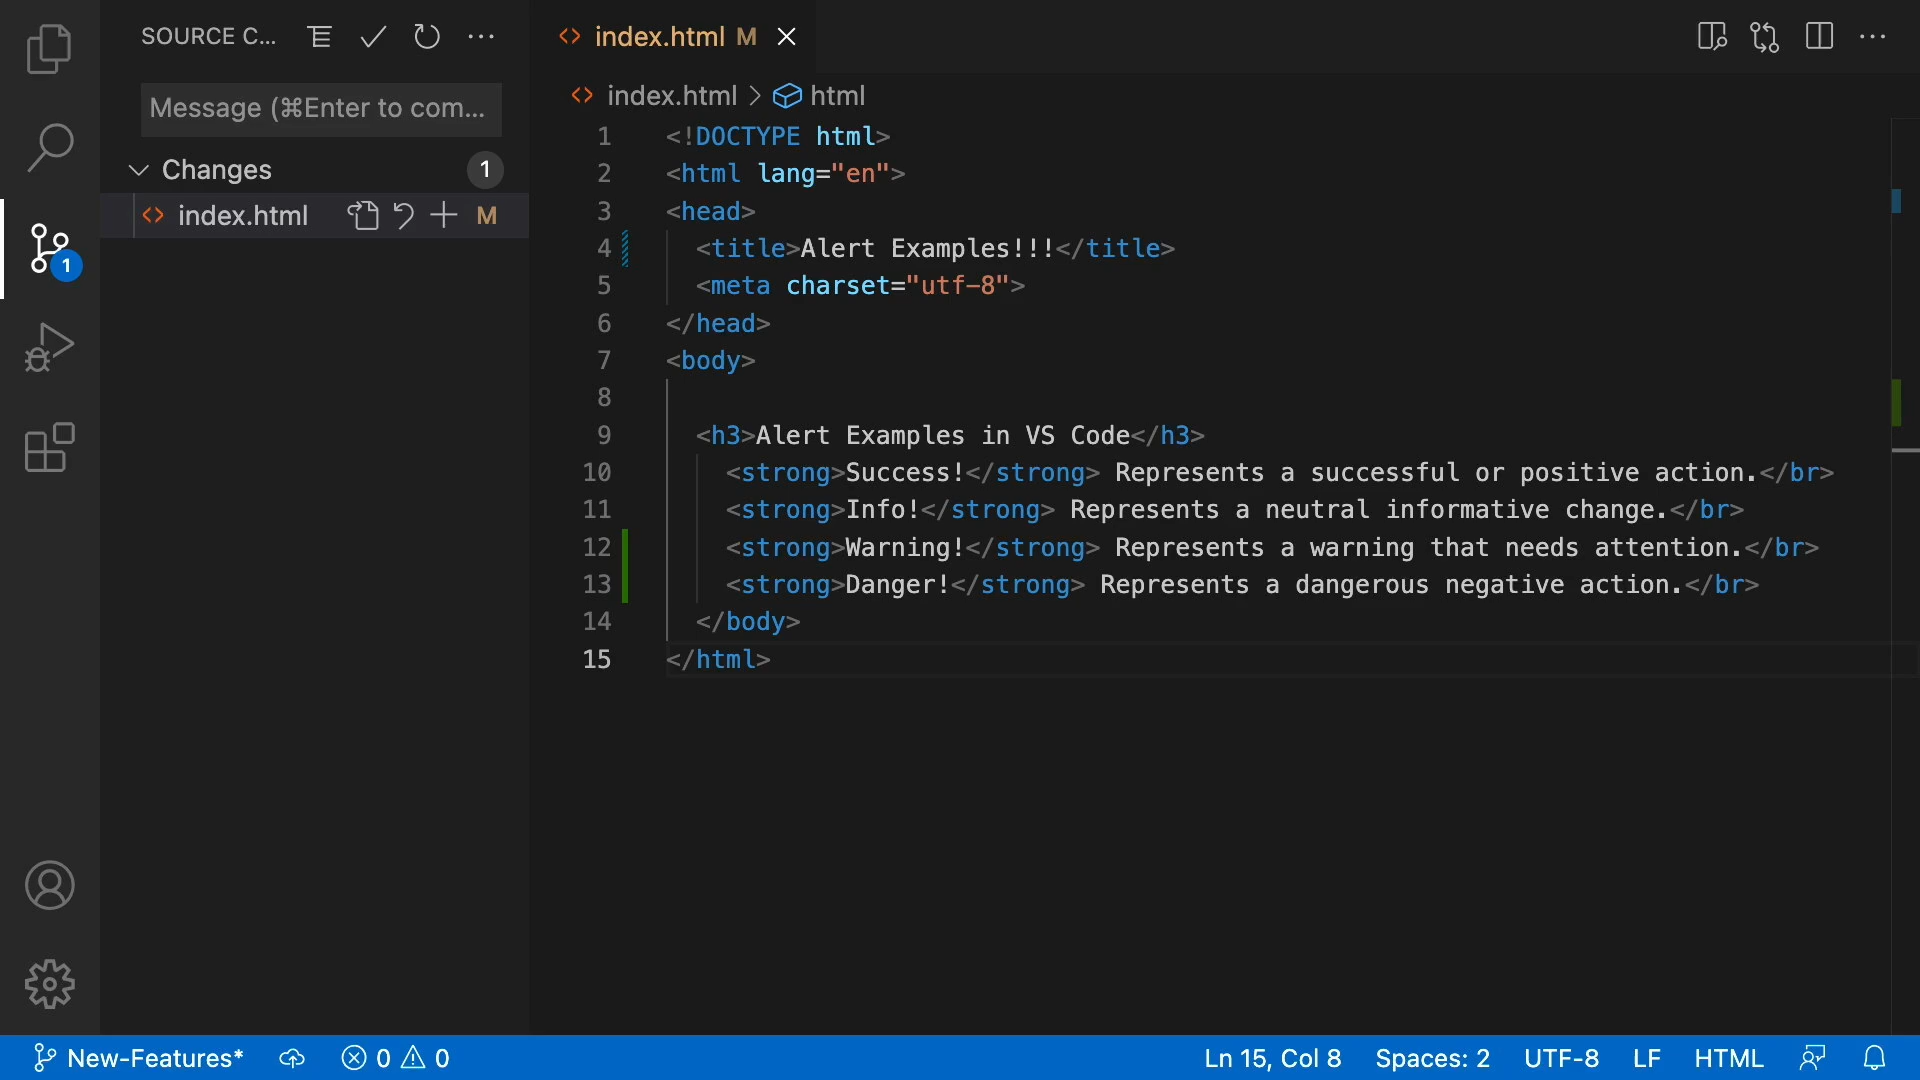 SOURCE C...
Message (⌘Enter to com...
Changes 1
index.html M
1
index.html M
index.html > html
1 <!DOCTYPE html>
2 <html lang="en">
3 <head>
4 <title>Alert Examples!!!</title>
5 <meta charset="utf-8">
6 </head>
7 <body>
8
9 <h3>Alert Examples in VS Code</h3>
10 <strong>Success!</strong> Represents a successful or positive action.</br>
11 <strong>Info!</strong> Represents a neutral informative change.</br>
12 <strong>Warning!</strong> Represents a warning that needs attention.</br>
13 <strong>Danger!</strong> Represents a dangerous negative action.</br>
14 </body>
15 </html>
New-Features* 0 0 Ln 15, Col 8 Spaces: 2 UTF-8 LF HTML